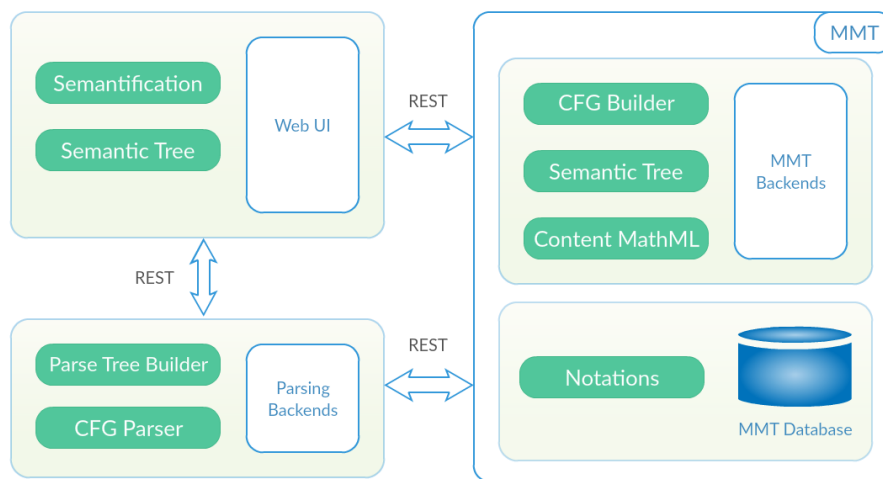 Semantification
Semantic Tree
Web UI
REST
MMT
CFG Builder
Semantic Tree
Content MathML
MMT
Backends
REST
Parse Tree Builder
CFG Parser
Parsing
Backends
REST
Notations
MMT Database